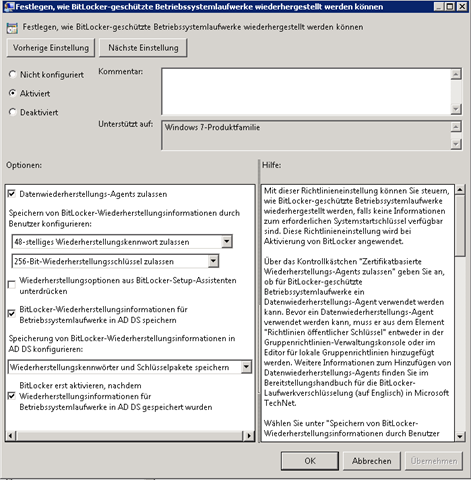 Festlegen, wie BitLocker-geschützte Betriebssystemlaufwerke wiederhergestellt werden können
Festlegen, wie BitLocker-geschützte Betriebssystemlaufwerke wiederhergestellt werden können
Vorherige Einstellung
Nächste Einstellung
Nicht konfiguriert
Kommentar:
Aktiviert
Deaktiviert
Unterstützt auf:
Windows 7-Produktfamilie
Optionen:
Hilfe:
Datenwiederherstellungs-Agents zulassen
Speichern von BitLocker-Wiederherstellungsinformationen durch
Benutzer konfigurieren:
48-stelliges Wiederherstellungskennwort zulassen
256-Bit-Wiederherstellungsschlüssel zulassen
Wiederherstellungsoptionen aus BitLocker-Setup-Assistenten
unterdrücken
BitLocker-Wiederherstellungsinformationen für
Betriebssystemlaufwerke in AD DS speichern
Speicherung von BitLocker-Wiederherstellungsinformationen in
AD DS konfigurieren:
Wiederherstellungskennwörter und Schlüsselpakete speichern
BitLocker erst aktivieren, nachdem
Wiederherstellungsinformationen für
Betriebssystemlaufwerke in AD DS gespeichert wurden
Mit dieser Richtlinieneinstellung können Sie steuern,
wie BitLocker-geschützte Betriebssystemlaufwerke
wiederhergestellt werden, falls keine Informationen
zum erforderlichen Systemstartschlüssel verfügbar
sind. Diese Richtlinieneinstellung wird bei
Aktivierung von BitLocker angewendet.
Über das Kontrollkästchen "Zertifikatbasierte
Wiederherstellungs-Agents zulassen" geben Sie an,
ob für BitLocker-geschützte
Betriebssystemlaufwerke ein
Datenwiederherstellungs-Agent verwendet werden
kann. Bevor ein Datenwiederherstellungs-Agent
verwendet werden kann, muss er aus dem Element
"Richtlinien öffentlicher Schlüssel" entweder in der
Gruppenrichtlinien-Verwaltungskonsole oder im
Editor für lokale Gruppenrichtlinien hinzugefügt
werden. Weitere Informationen zum Hinzufügen von
Datenwiederherstellungs-Agents finden Sie im
Bereitstellungshandbuch für die BitLocker-
Laufwerkverschlüsselung (auf Englisch) in Microsoft
TechNet.
Wählen Sie unter "Speichern von BitLocker-
Wiederherstellungsinformationen durch Benutzer
OK
Abbrechen
Übernehmen